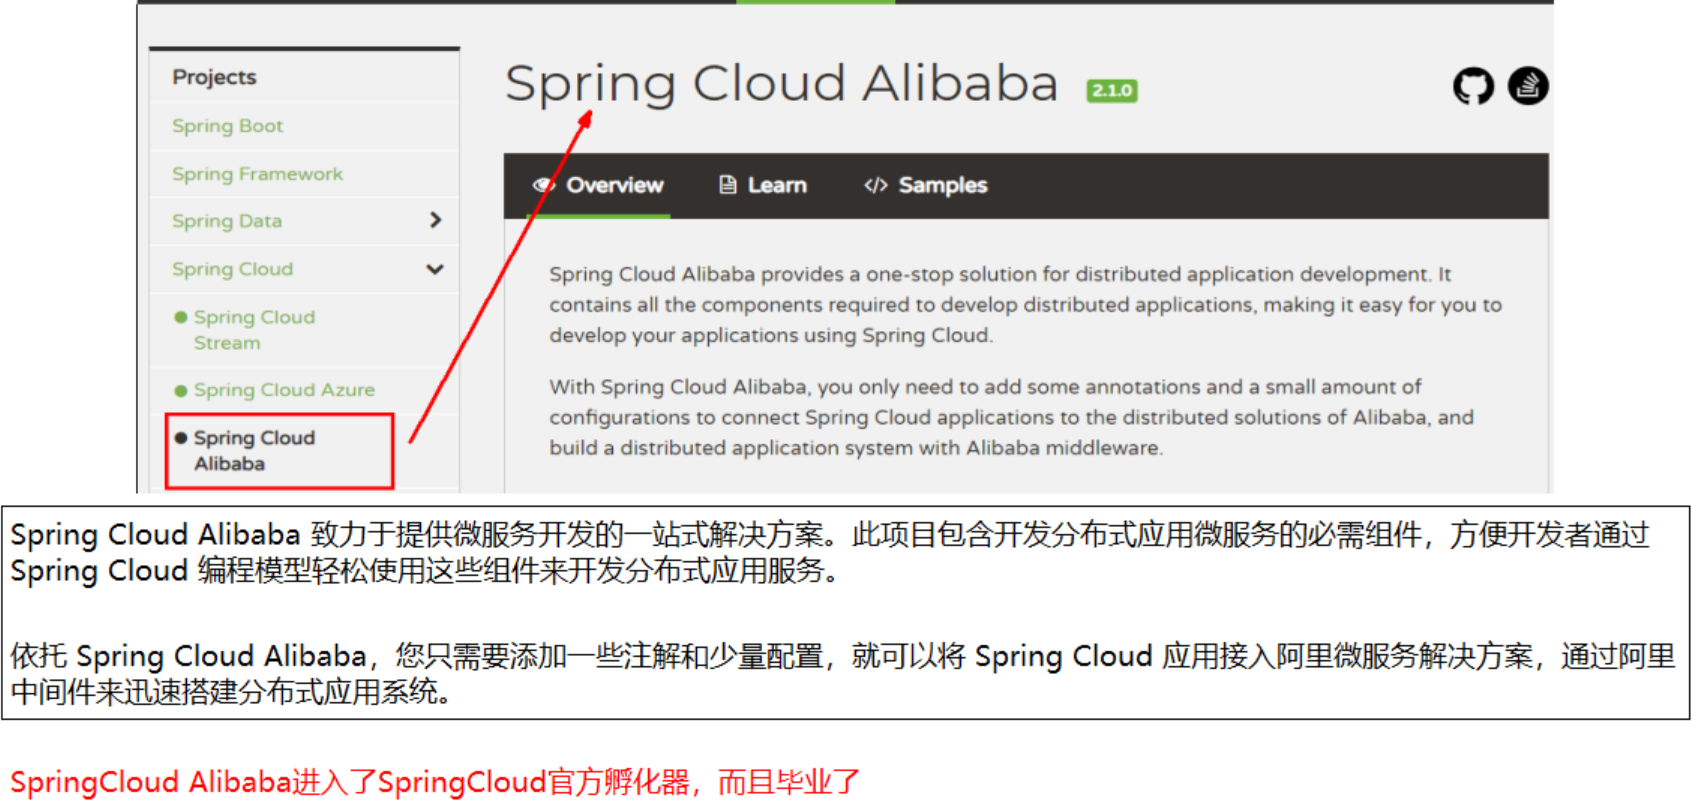 Projects
Spring Boot
Spring Framework
Spring Data
Spring Cloud
Spring Cloud
Stream
Spring Cloud Azure
Spring Cloud
Alibaba
Spring Cloud Alibaba 2.1.0
Overview Learn Samples
Spring Cloud Alibaba provides a one-stop solution for distributed application development. It
contains all the components required to develop distributed applications, making it easy for you to
develop your applications using Spring Cloud.
With Spring Cloud Alibaba, you only need to add some annotations and a small amount of
configurations to connect Spring Cloud applications to the distributed solutions of Alibaba, and
build a distributed application system with Alibaba middleware.
Spring Cloud Alibaba 致力于提供微服务开发的一站式解决方案。此项目包含开发分布式应用微服务的必需组件，方便开发者通过
Spring Cloud 编程模型轻松使用这些组件来开发分布式应用服务。
依托 Spring Cloud Alibaba，您只需要添加一些注解和少量配置，就可以将 Spring Cloud 应用接入阿里微服务解决方案，通过阿里
中间件来迅速搭建分布式应用系统。
SpringCloud Alibaba进入了SpringCloud官方孵化器，而且毕业了